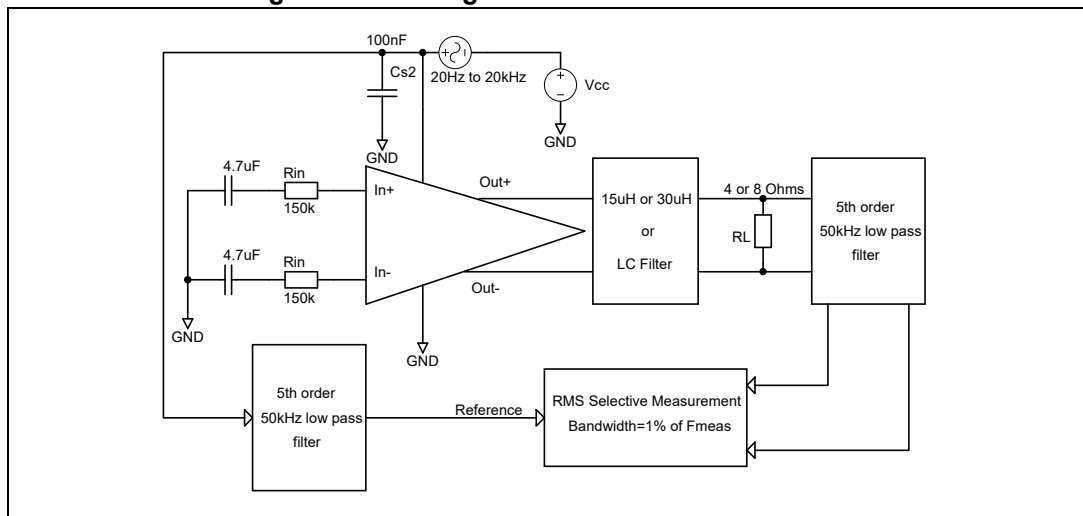 100nF
Cs2
20Hz to 20kHz
Vcc
GND
GND
4.7uF
Rin
150k
In+
Out+
15uH or 30uH
or
LC Filter
4 or 8 Ohms
RL
5th order
50kHz low pass
filter
4.7uF
Rin
150k
In-
Out-
GND
GND
5th order
50kHz low pass
filter
Reference
RMS Selective Measurement
Bandwidth=1% of Fmeas